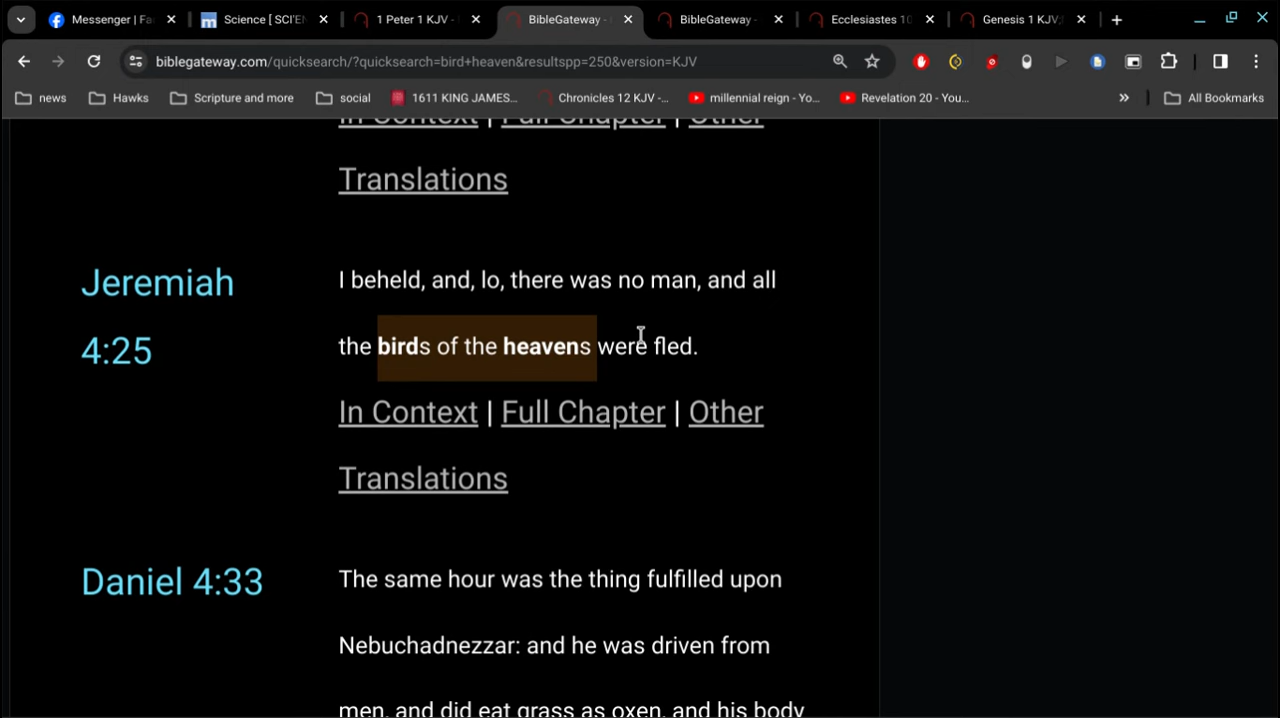 Messenger | Fa
Science [ SCI'EN
1 Peter 1 KJV -
BibleGateway -
BibleGateway -
Ecclesiastes 10
Genesis 1 KJV
biblegateway.com/quicksearch/?quicksearch=bird+heaven&resultspp=250&version=KJV
news
Hawks
Scripture and more
social
1611 KING JAMES...
Chronicles 12 KJV -...
millennial reign - Yo...
Revelation 20 - You...
»
All Bookmarks
In Context | Full Chapter | Other
Translations
Jeremiah
4:25
I beheld, and, lo, there was no man, and all
the birds of the heavens were fled.
In Context | Full Chapter | Other
Translations
Daniel 4:33
The same hour was the thing fulfilled upon
Nebuchadnezzar: and he was driven from
men, and did eat grass as oxen, and his body